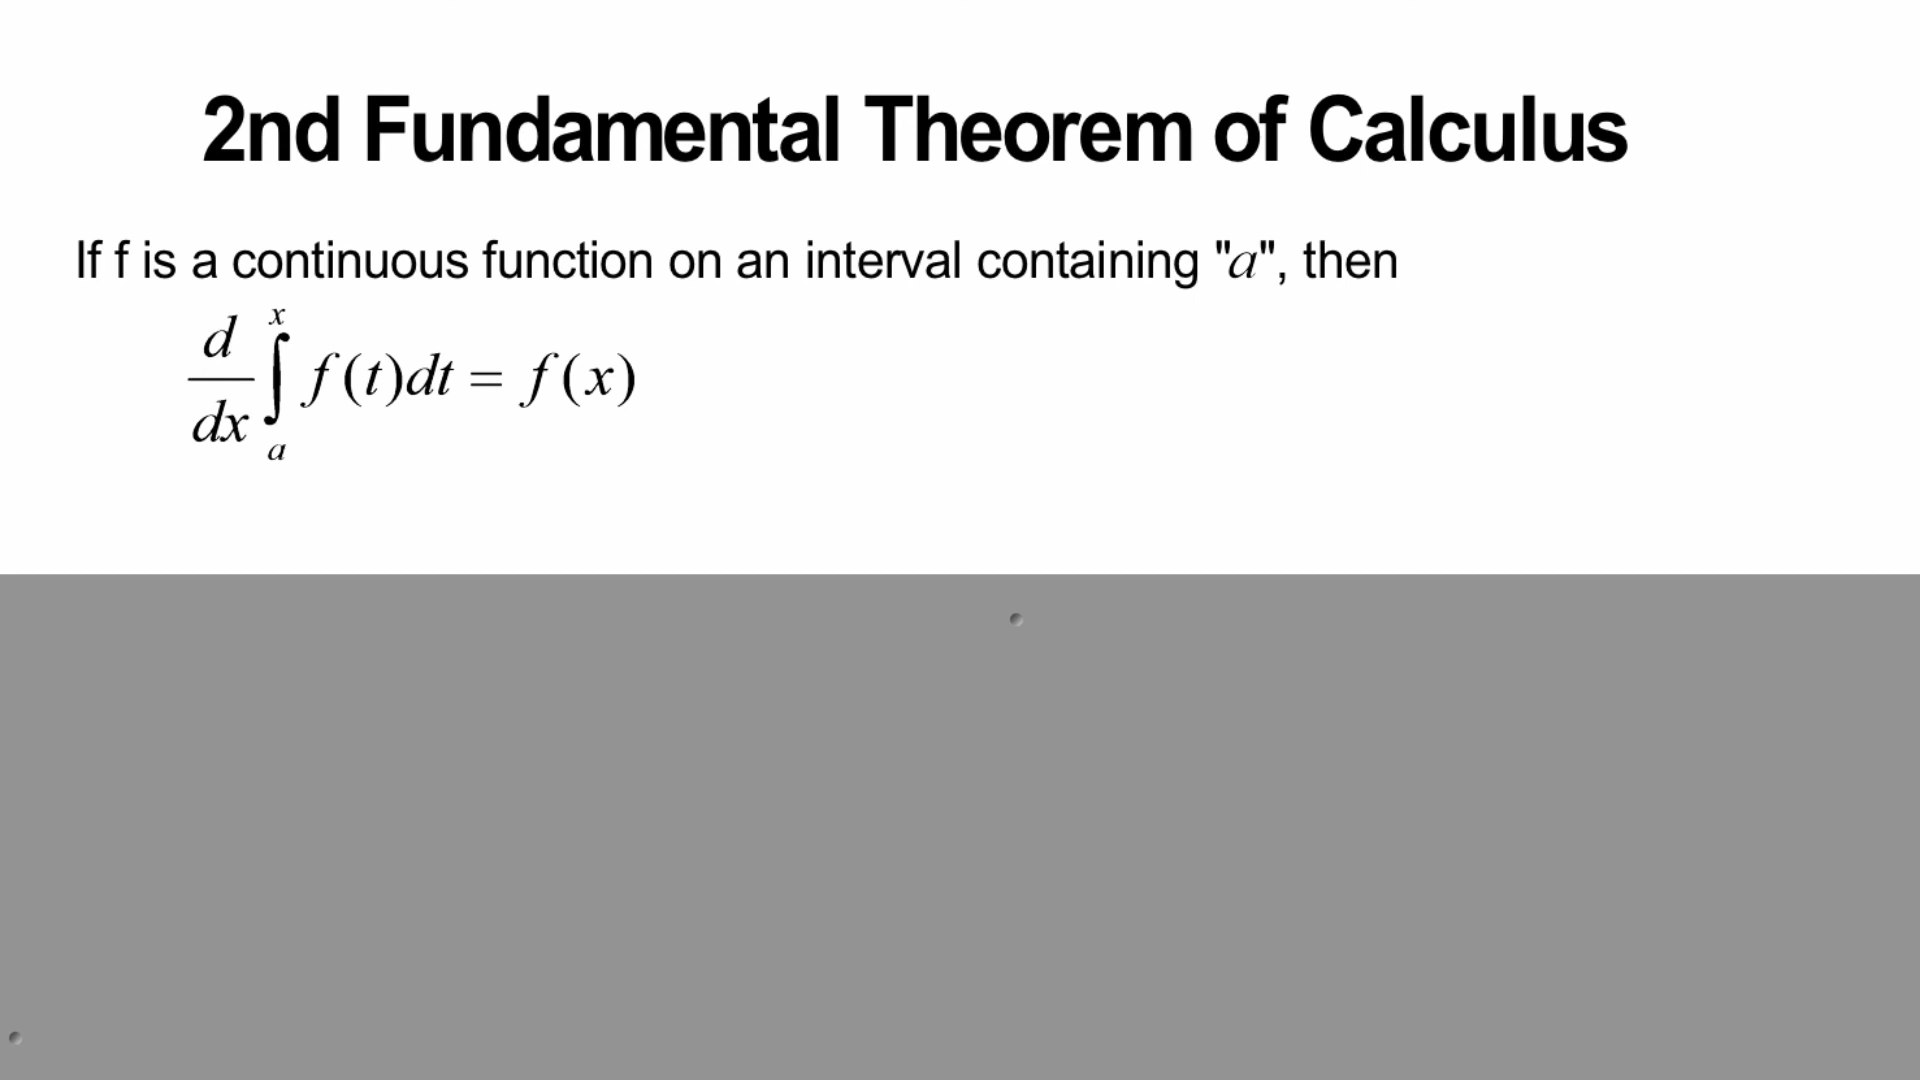 2nd Fundamental Theorem of Calculus
If f is a continuous function on an interval containing "a", then
d/dx ∫_a^x f(t)dt = f(x)